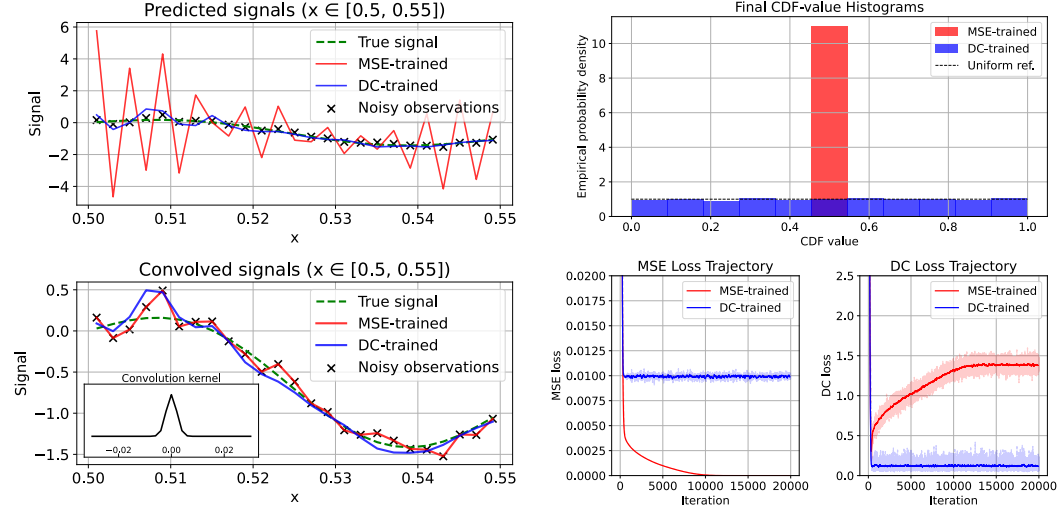 Predicted signals (x ∈ [0.5, 0.55])
6
4
2
0
−2
−4
Signal
True signal
MSE-trained
DC-trained
Noisy observations
0.50
0.51
0.52
0.53
0.54
0.55
x
Convolved signals (x ∈ [0.5, 0.55])
0.5
0.0
−0.5
−1.0
−1.5
Signal
True signal
MSE-trained
DC-trained
Noisy observations
Convolution kernel
−0.02
0.00
0.02
0.50
0.51
0.52
0.53
0.54
0.55
x
Final CDF-value Histograms
10
8
6
4
2
0
Empirical probability density
MSE-trained
DC-trained
Uniform ref.
0.0
0.2
0.4
0.6
0.8
1.0
CDF value
MSE Loss Trajectory
0.0200
0.0175
0.0150
0.0125
0.0100
0.0075
0.0050
0.0025
0.0000
MSE loss
MSE-trained
DC-trained
0
5000
10000
15000
20000
Iteration
DC Loss Trajectory
2.5
2.0
1.5
1.0
0.5
0.0
DC loss
MSE-trained
DC-trained
0
5000
10000
15000
20000
Iteration